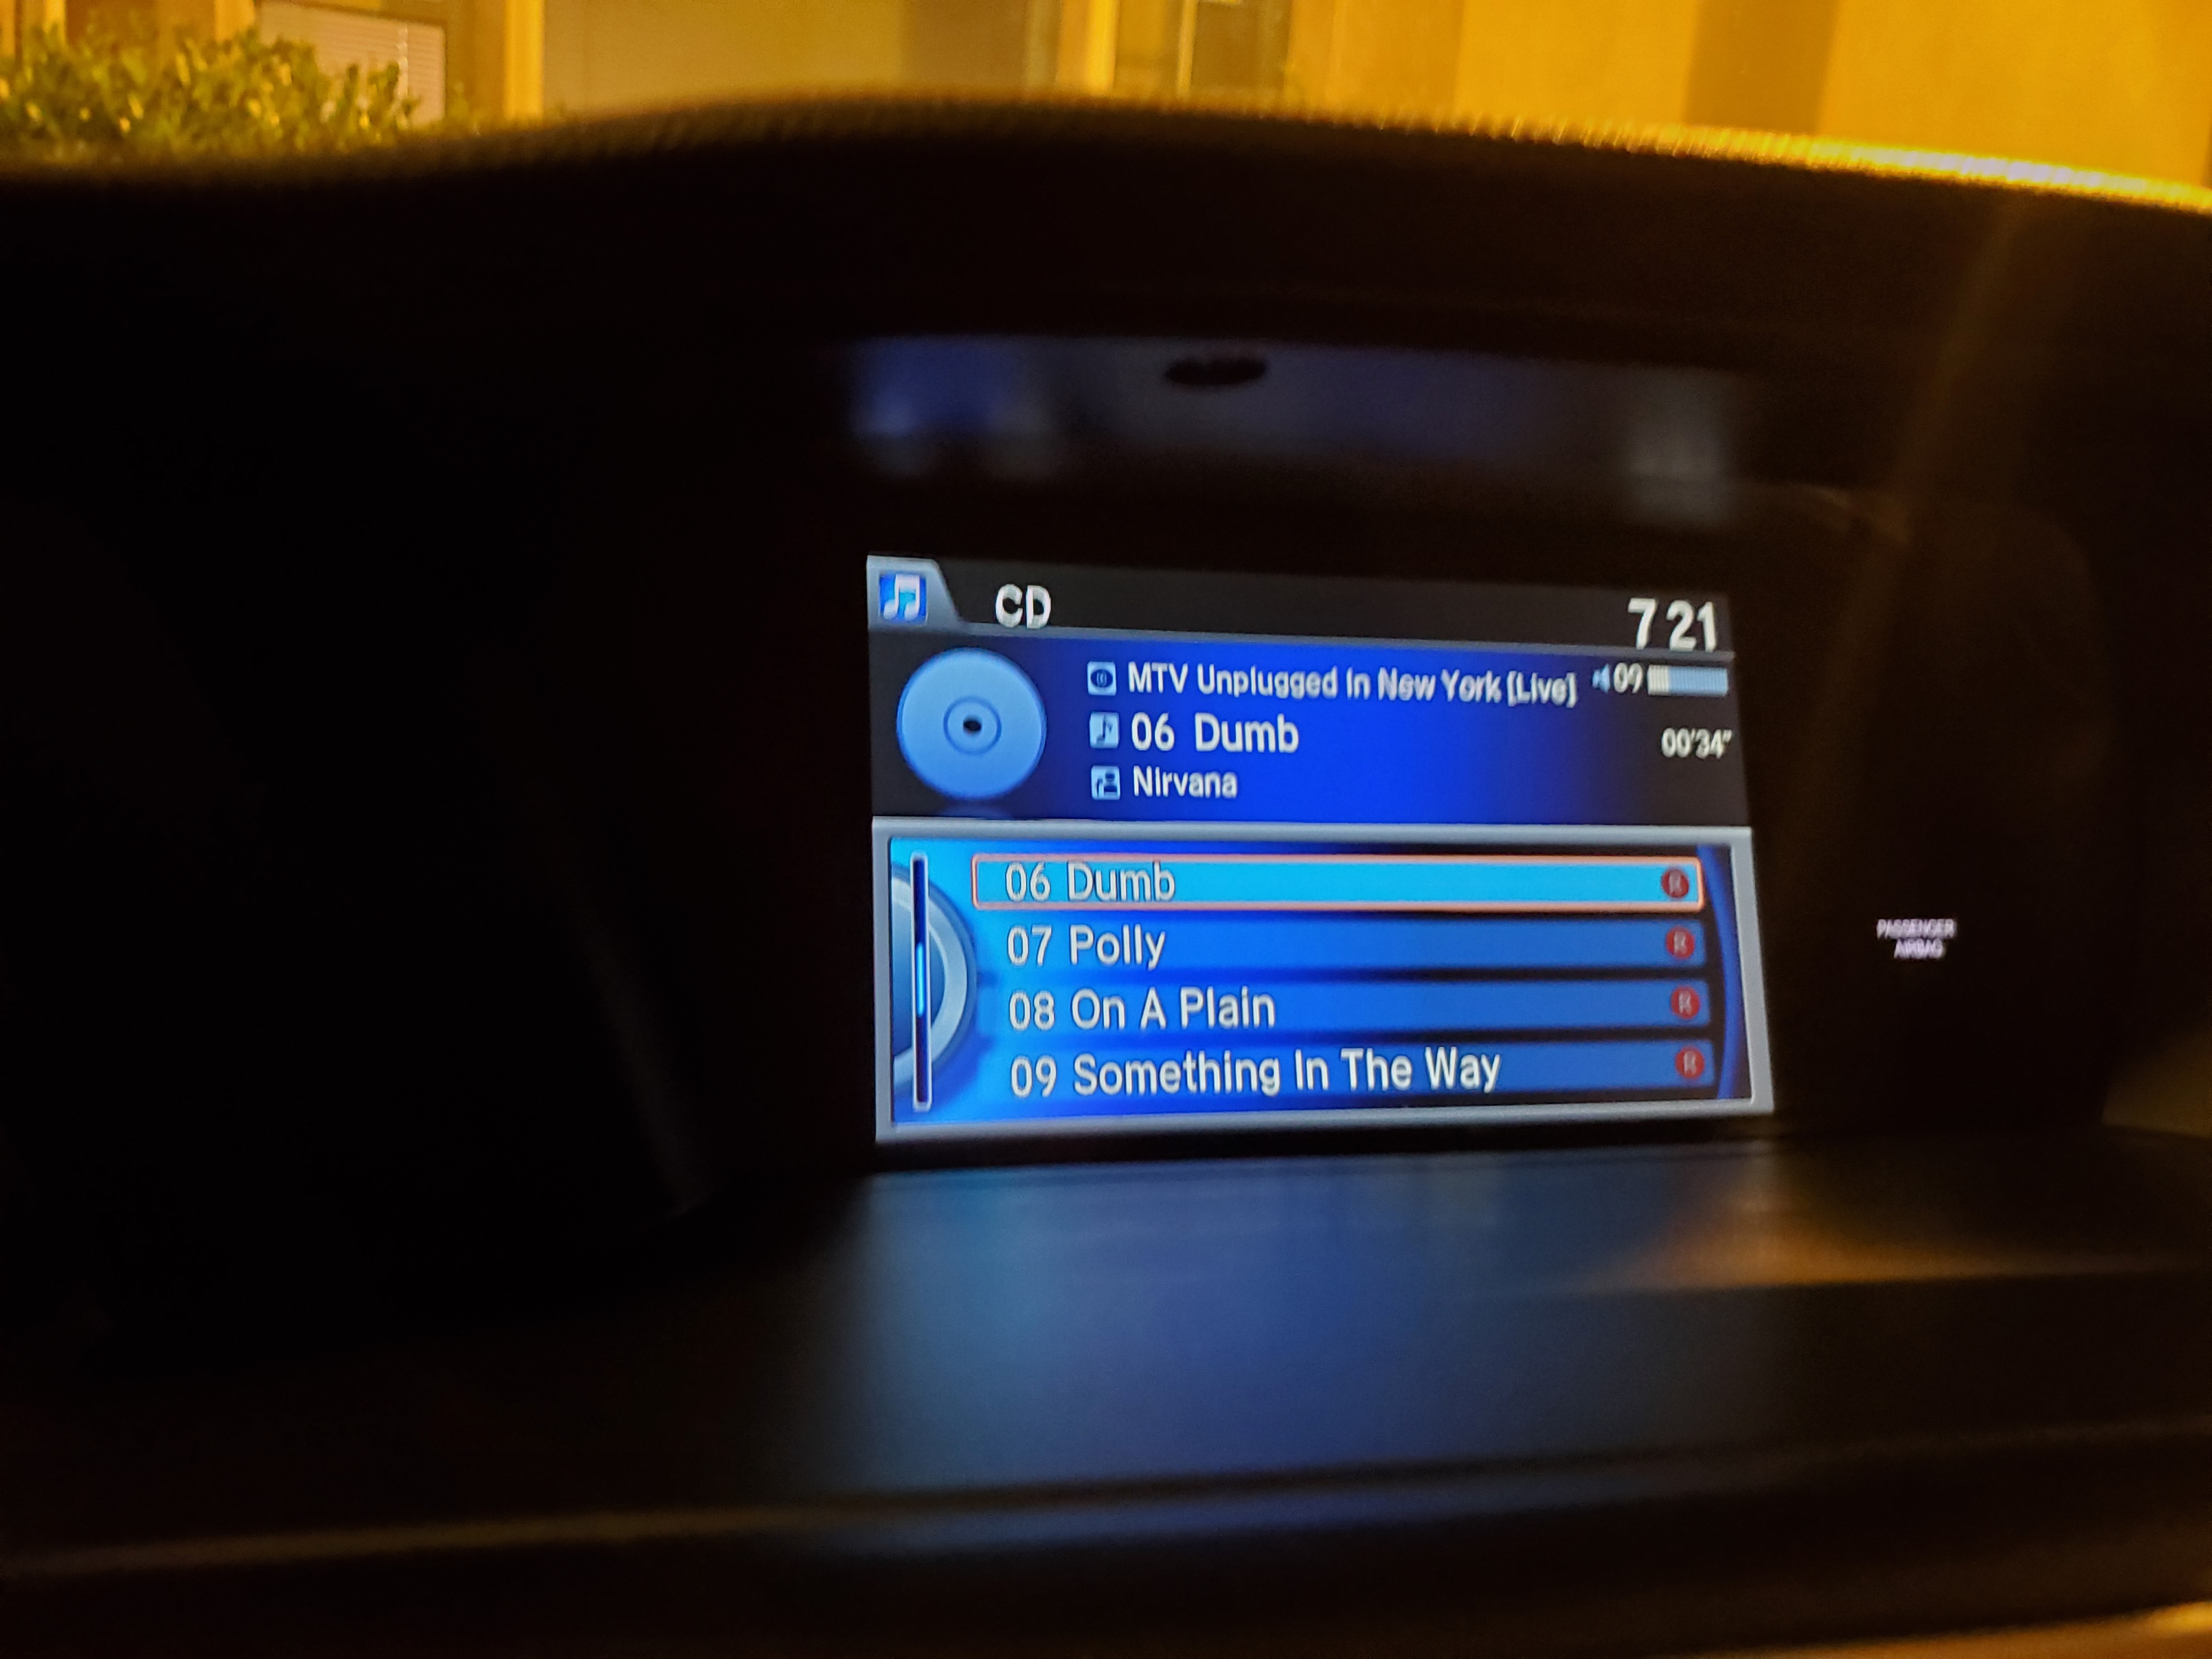 CD
7 21
MTV Unplugged In New York [Live]
09
06 Dumb
00'34"
Nirvana
06 Dumb R
07 Polly R
08 On A Plain R
09 Something In The Way R
PASSENGER
AIRBAG